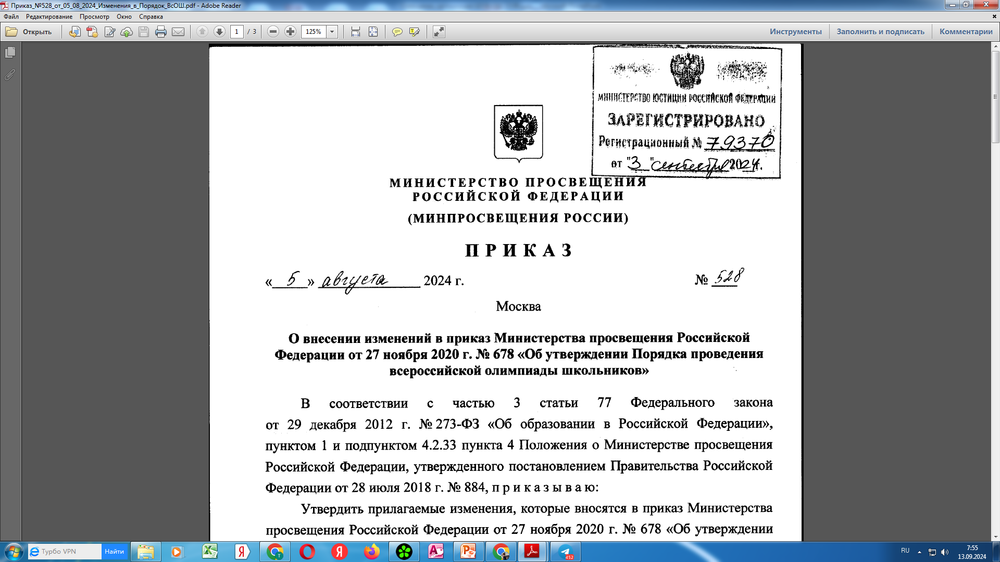 Приказ_№528_от_05_08_2024_Изменения_в_Порядок_ВсОШ.pdf - Adobe Reader
Файл Редактирование Просмотр Окно Справка
Открыть 1 / 3 125% Инструменты Заполнить и подписать Комментарии
МИНИСТЕРСТВО ЮСТИЦИИ РОССИЙСКОЙ ФЕДЕРАЦИИ
ЗАРЕГИСТРИРОВАНО
Регистрационный № 79370
от "3" сентября 2024г.
МИНИСТЕРСТВО ПРОСВЕЩЕНИЯ
РОССИЙСКОЙ ФЕДЕРАЦИИ
(МИНПРОСВЕЩЕНИЯ РОССИИ)
ПРИКАЗ
«5» августа 2024 г. № 528
Москва
О внесении изменений в приказ Министерства просвещения Российской
Федерации от 27 ноября 2020 г. № 678 «Об утверждении Порядка проведения
всероссийской олимпиады школьников»
В соответствии с частью 3 статьи 77 Федерального закона
от 29 декабря 2012 г. № 273-ФЗ «Об образовании в Российской Федерации»,
пунктом 1 и подпунктом 4.2.33 пункта 4 Положения о Министерстве просвещения
Российской Федерации, утвержденного постановлением Правительства Российской
Федерации от 28 июля 2018 г. № 884, п р и к а з ы в а ю:
Утвердить прилагаемые изменения, которые вносятся в приказ Министерства
просвещения Российской Федерации от 27 ноября 2020 г. № 678 «Об утверждении
Турбо VPN Найти 452 RU 7:55
13.09.2024